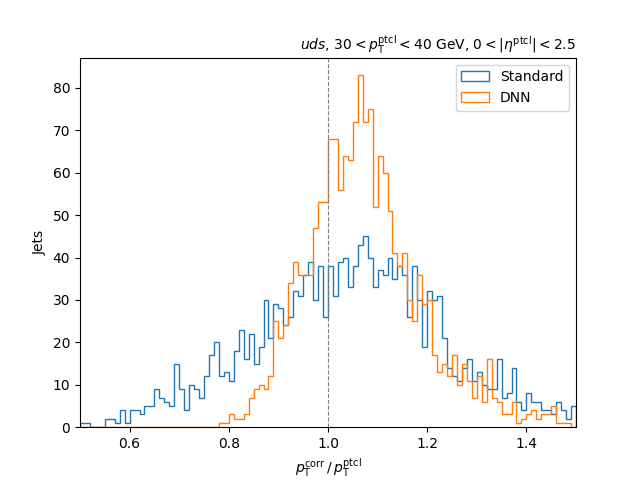 uds, 30 < p_T^ptcl < 40 GeV, 0 < |η^ptcl| < 2.5
Standard
DNN
80
70
60
50
40
30
20
10
0
Jets
0.6 0.8 1.0 1.2 1.4
p_T^corr / p_T^ptcl